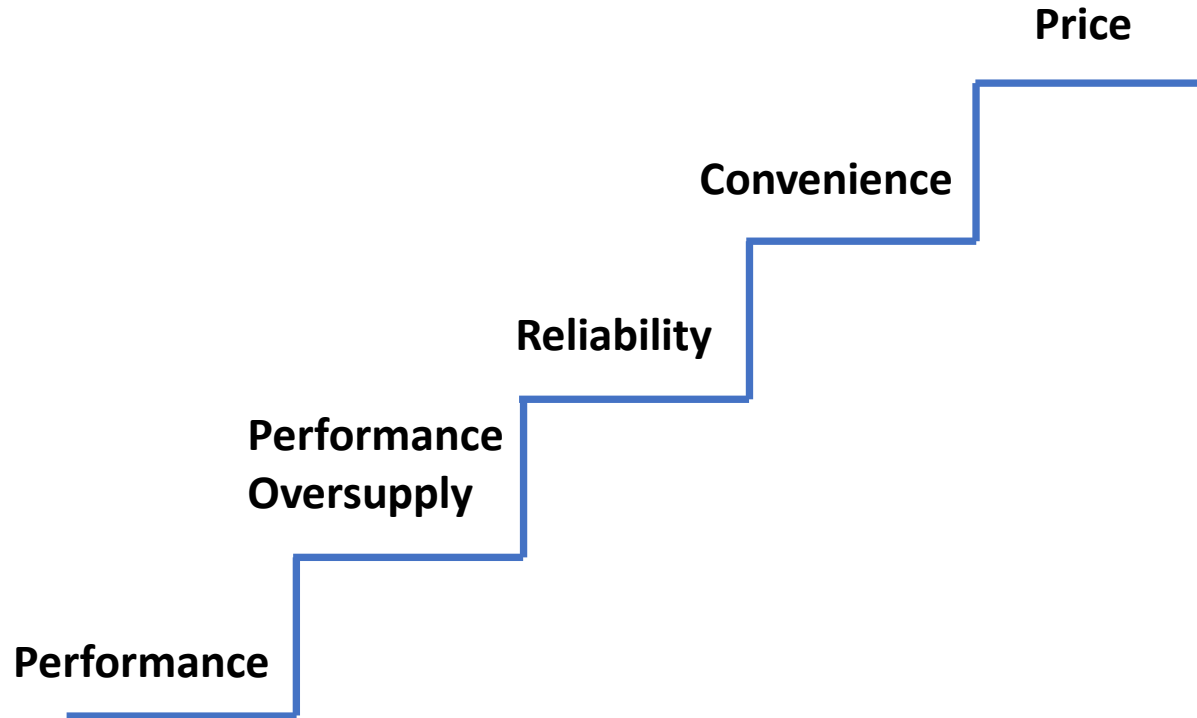 Price
Convenience
Reliability
Performance
Oversupply
Performance